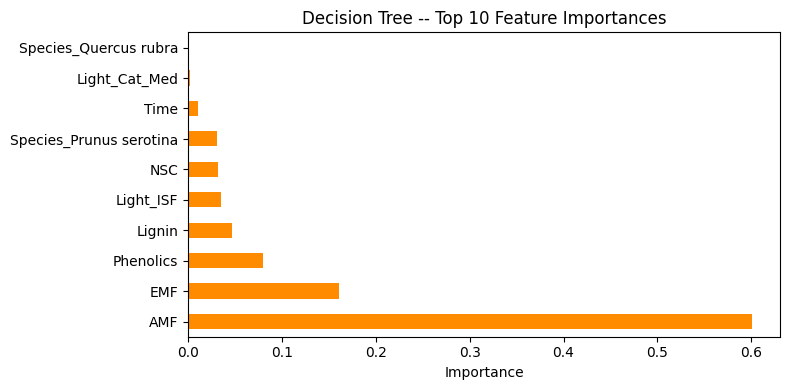 Decision Tree -- Top 10 Feature Importances
Species_Quercus rubra
Light_Cat_Med
Time
Species_Prunus serotina
NSC
Light_ISF
Lignin
Phenolics
EMF
AMF
0.0 0.1 0.2 0.3 0.4 0.5 0.6
Importance